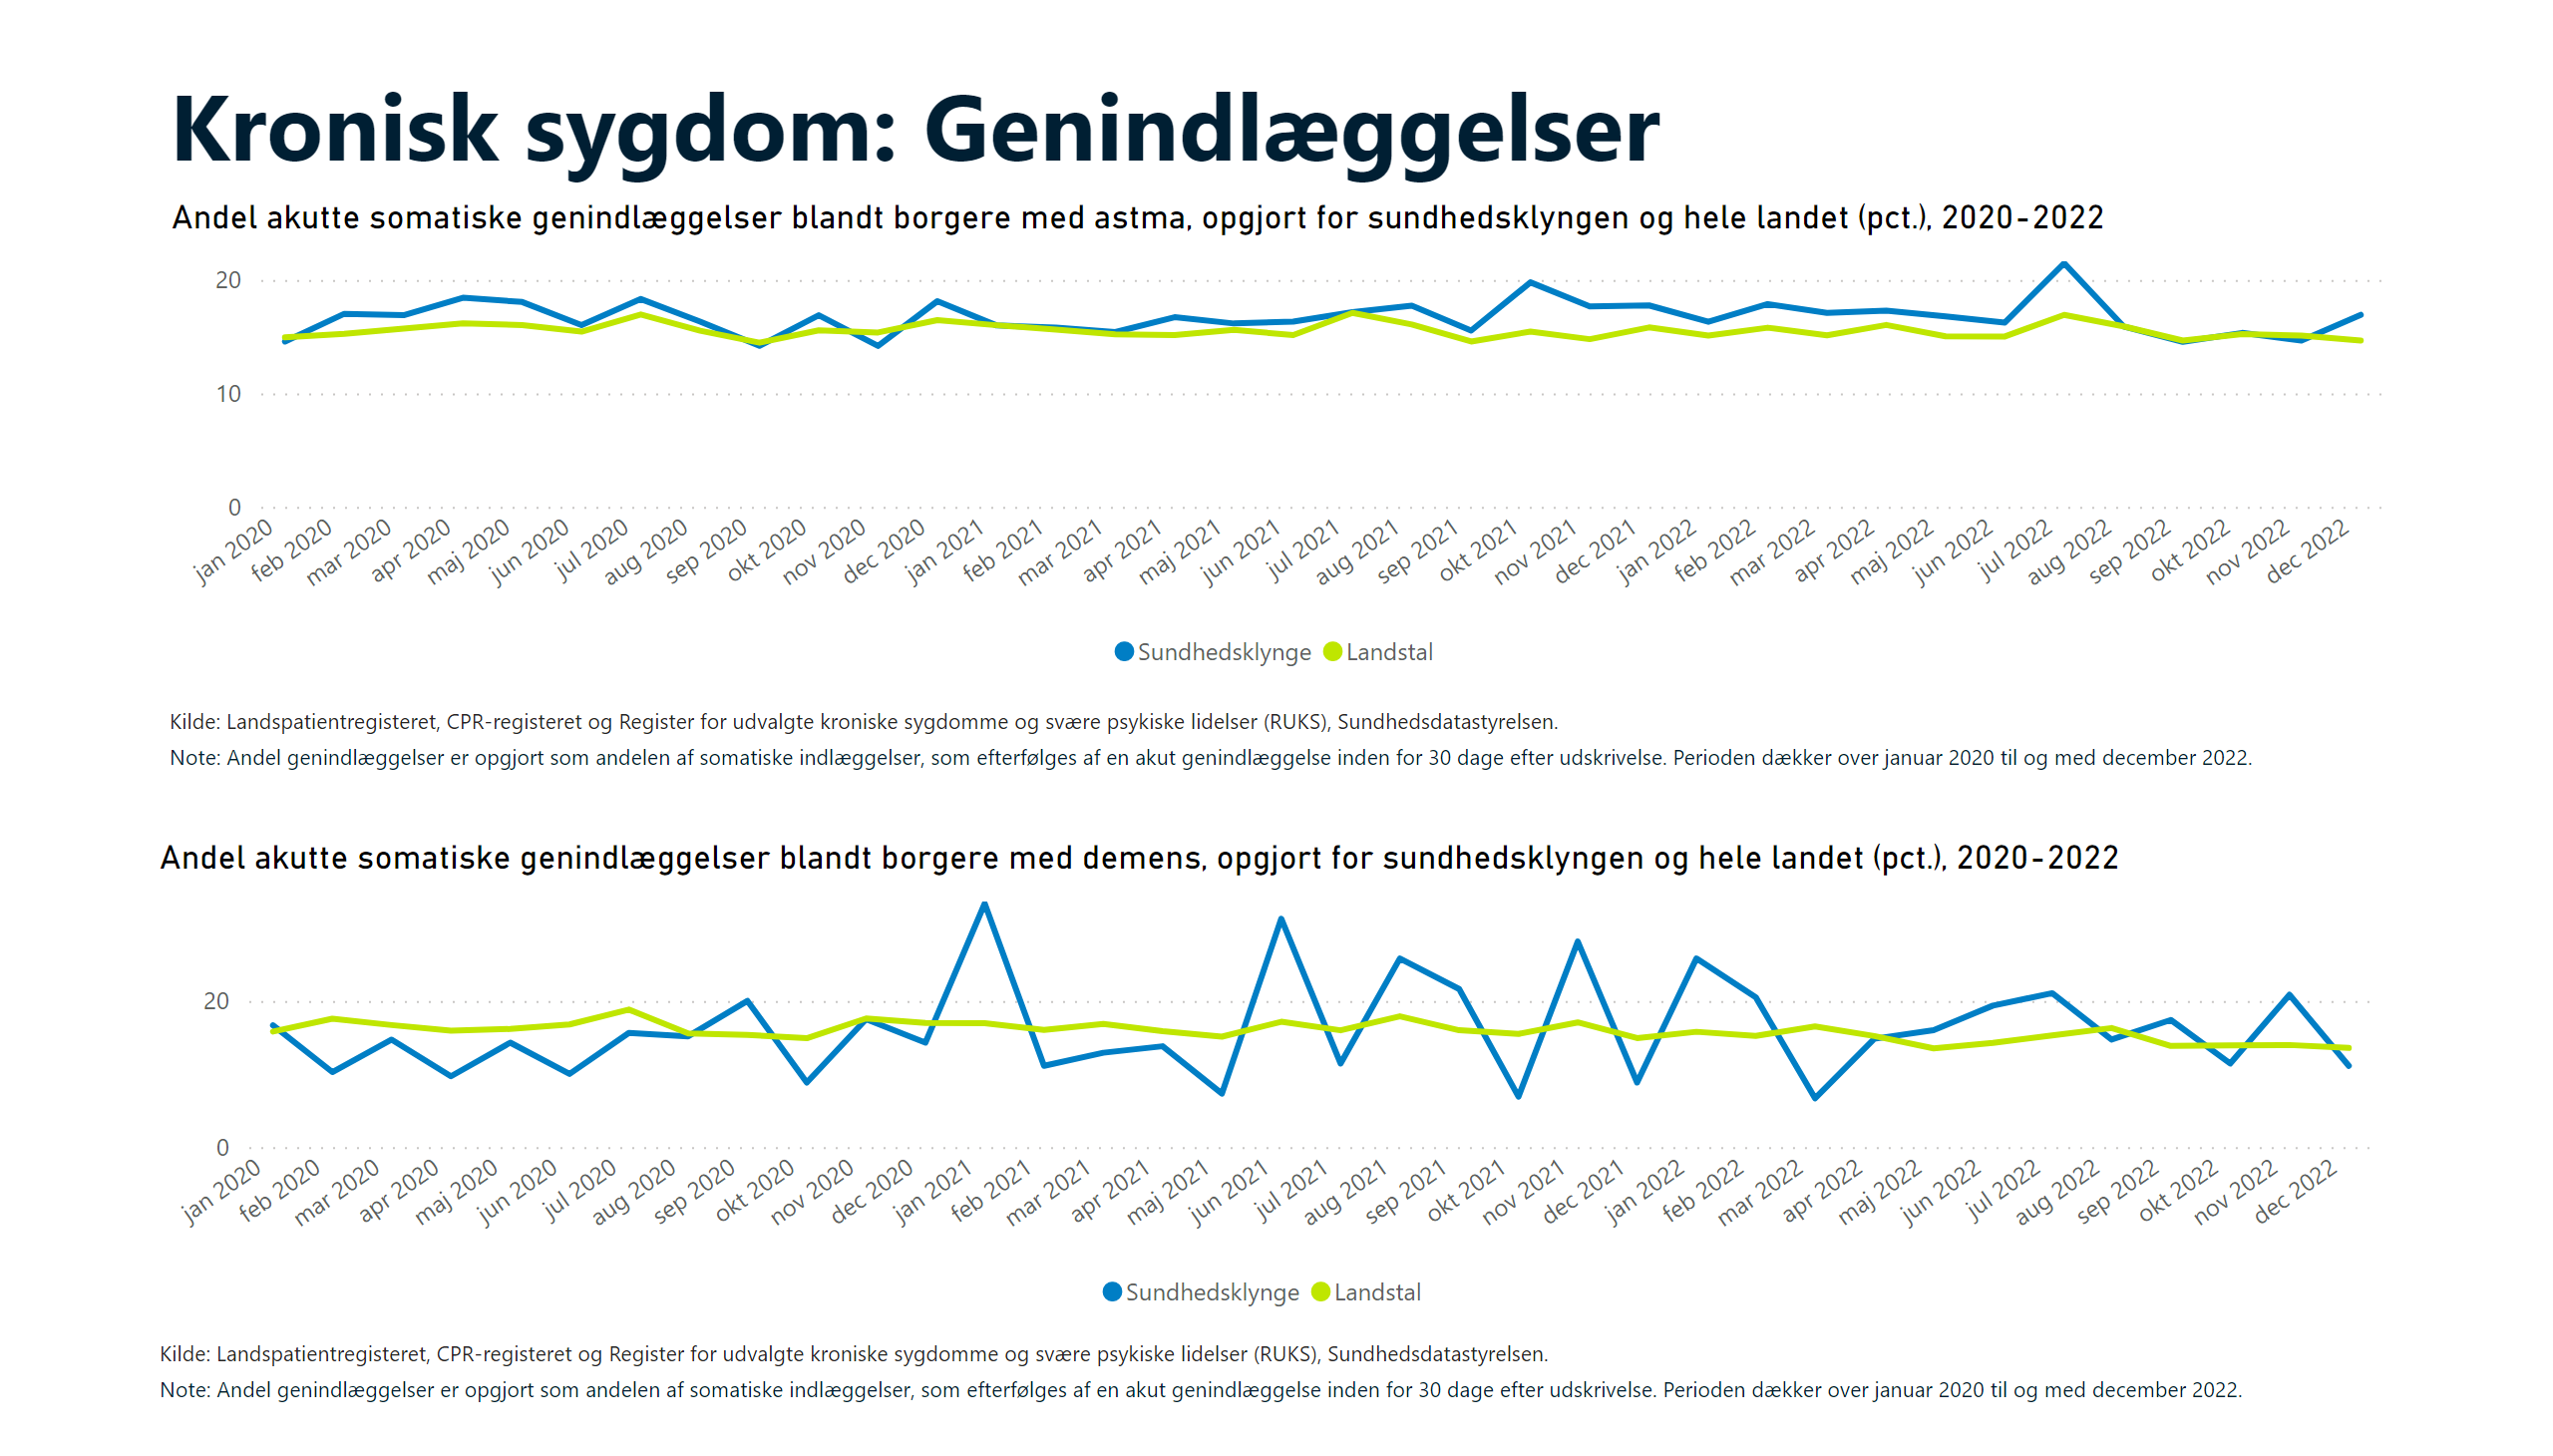 Kronisk sygdom: Genindlæggelser
Andel akutte somatiske genindlæggelser blandt borgere med astma, opgjort for sundhedsklyngen og hele landet (pct.), 2020-2022
20
10
0
jan 2020 feb 2020 mar 2020 apr 2020 maj 2020 jun 2020 jul 2020 aug 2020 sep 2020 okt 2020 nov 2020 dec 2020 jan 2021 feb 2021 mar 2021 apr 2021 maj 2021 jun 2021 jul 2021 aug 2021 sep 2021 okt 2021 nov 2021 dec 2021 jan 2022 feb 2022 mar 2022 apr 2022 maj 2022 jun 2022 jul 2022 aug 2022 sep 2022 okt 2022 nov 2022 dec 2022
Sundhedsklynge Landstal
Kilde: Landspatientregisteret, CPR-registeret og Register for udvalgte kroniske sygdomme og svære psykiske lidelser (RUKS), Sundhedsdatastyrelsen.
Note: Andel genindlæggelser er opgjort som andelen af somatiske indlæggelser, som efterfølges af en akut genindlæggelse inden for 30 dage efter udskrivelse. Perioden dækker over januar 2020 til og med december 2022.
Andel akutte somatiske genindlæggelser blandt borgere med demens, opgjort for sundhedsklyngen og hele landet (pct.), 2020-2022
20
0
jan 2020 feb 2020 mar 2020 apr 2020 maj 2020 jun 2020 jul 2020 aug 2020 sep 2020 okt 2020 nov 2020 dec 2020 jan 2021 feb 2021 mar 2021 apr 2021 maj 2021 jun 2021 jul 2021 aug 2021 sep 2021 okt 2021 nov 2021 dec 2021 jan 2022 feb 2022 mar 2022 apr 2022 maj 2022 jun 2022 jul 2022 aug 2022 sep 2022 okt 2022 nov 2022 dec 2022
Sundhedsklynge Landstal
Kilde: Landspatientregisteret, CPR-registeret og Register for udvalgte kroniske sygdomme og svære psykiske lidelser (RUKS), Sundhedsdatastyrelsen.
Note: Andel genindlæggelser er opgjort som andelen af somatiske indlæggelser, som efterfølges af en akut genindlæggelse inden for 30 dage efter udskrivelse. Perioden dækker over januar 2020 til og med december 2022.